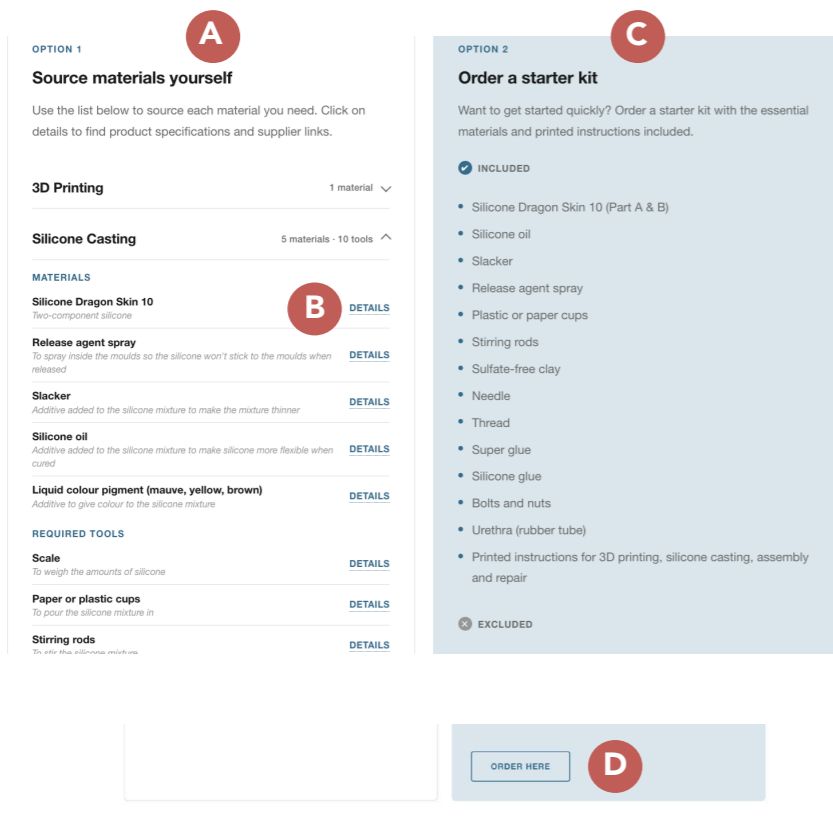 A
OPTION 1
Source materials yourself
Use the list below to source each material you need. Click on
details to find product specifications and supplier links.
3D Printing
1 material
Silicone Casting
5 materials · 10 tools
MATERIALS
Silicone Dragon Skin 10
Two-component silicone
B
DETAILS
Release agent spray
To spray inside the moulds so the silicone won't stick to the moulds when
released
DETAILS
Slacker
Additive added to the silicone mixture to make the mixture thinner
DETAILS
Silicone oil
Additive added to the silicone mixture to make silicone more flexible when
cured
DETAILS
Liquid colour pigment (mauve, yellow, brown)
Additive to give colour to the silicone mixture
DETAILS
REQUIRED TOOLS
Scale
To weigh the amounts of silicone
DETAILS
Paper or plastic cups
To pour the silicone mixture in
DETAILS
Stirring rods
To stir the silicone mixture
DETAILS
C
OPTION 2
Order a starter kit
Want to get started quickly? Order a starter kit with the essential
materials and printed instructions included.
INCLUDED
• Silicone Dragon Skin 10 (Part A & B)
• Silicone oil
• Slacker
• Release agent spray
• Plastic or paper cups
• Stirring rods
• Sulfate-free clay
• Needle
• Thread
• Super glue
• Silicone glue
• Bolts and nuts
• Urethra (rubber tube)
• Printed instructions for 3D printing, silicone casting, assembly
and repair
EXCLUDED
ORDER HERE
D